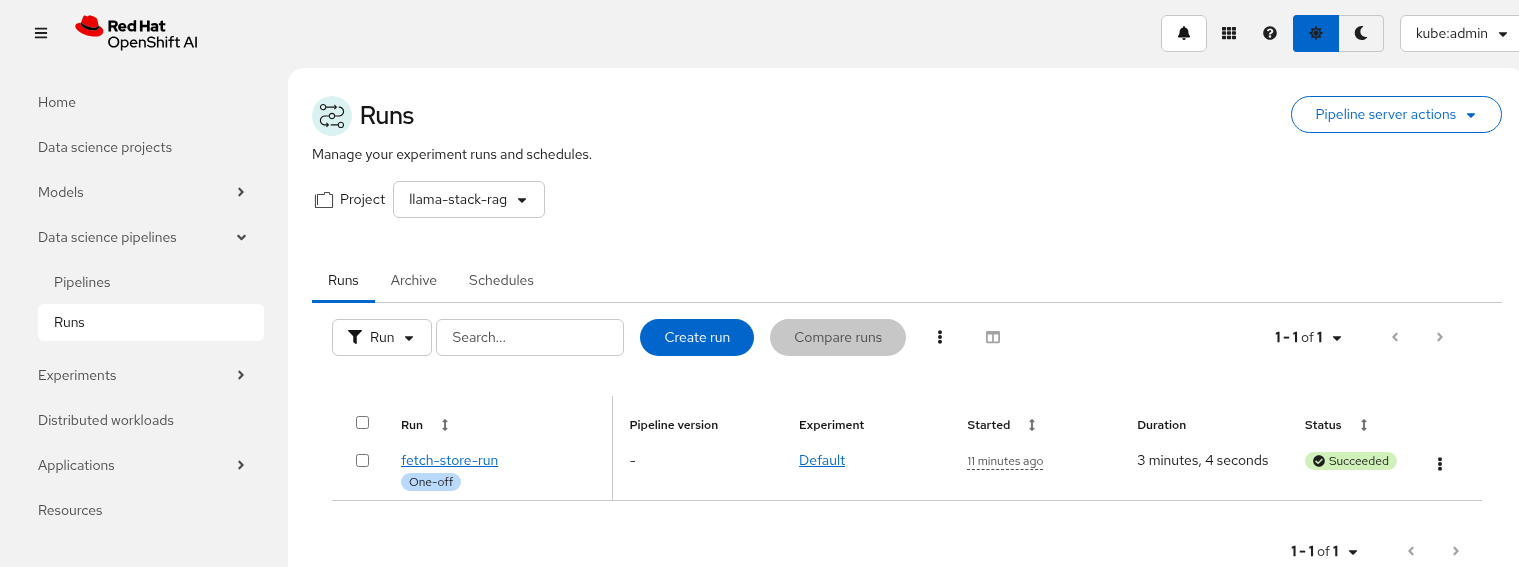 Red Hat
OpenShift AI
kube:admin
Home
Data science projects
Models
Data science pipelines
Pipelines
Runs
Experiments
Distributed workloads
Applications
Resources
Runs
Pipeline server actions
Manage your experiment runs and schedules.
Project llama-stack-rag
Runs Archive Schedules
Run Search... Create run Compare runs 1 - 1 of 1
Run Pipeline version Experiment Started Duration Status
fetch-store-run - Default 11 minutes ago 3 minutes, 4 seconds Succeeded
One-off
1 - 1 of 1